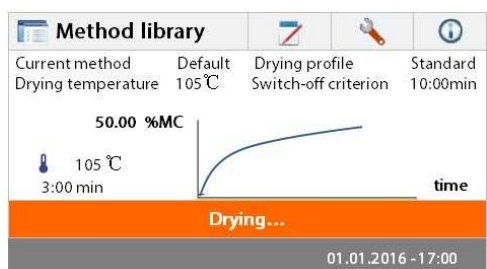 Method library
Current method Default Drying profile Standard
Drying temperature 105℃ Switch-off criterion 10:00min
50.00 %MC
105 ℃
3:00 min
time
Drying...
01.01.2016 -17:00